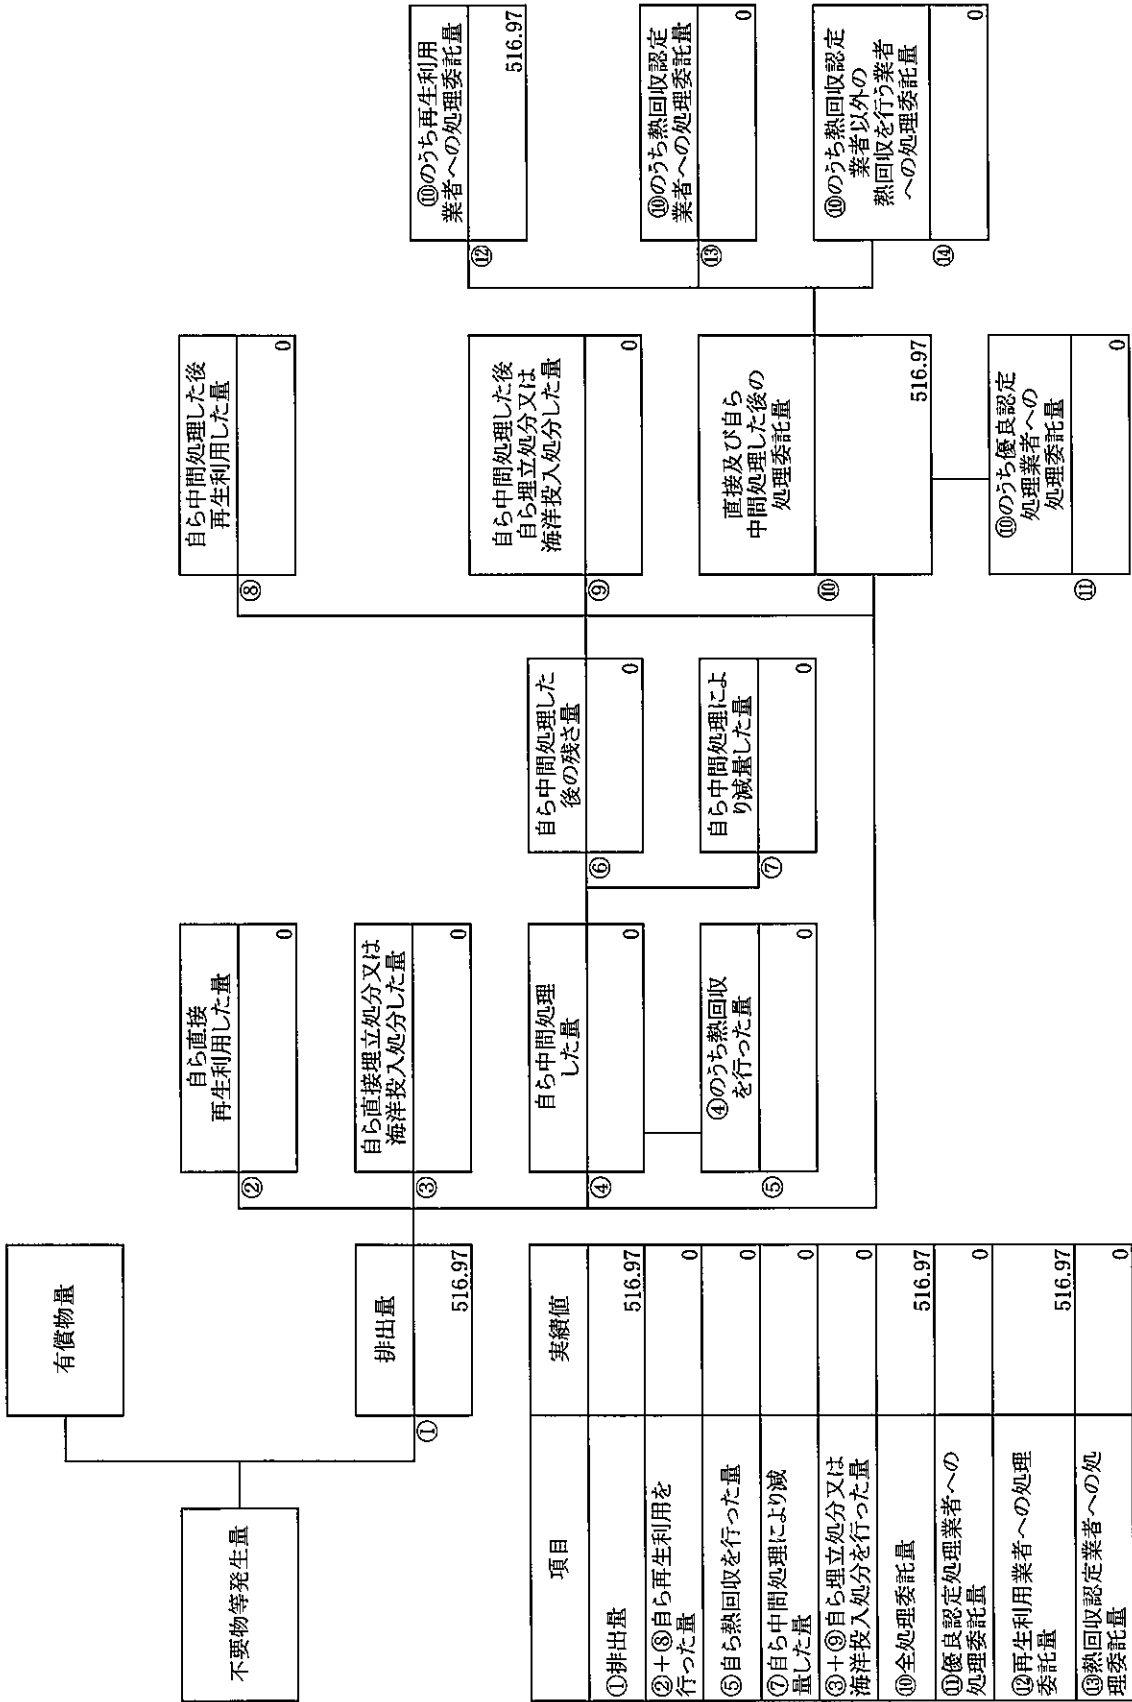 不要物等発生量
有償物量
排出量
①
516.97
自ら直接
再生利用した量
②
0
自ら直接埋立処分又は
海洋投入処分した量
③
0
自ら中間処理
した量
④
0
④のうち熱回収
を行った量
⑤
0
自ら中間処理した
後の残さ量
⑥
0
自ら中間処理によ
り減量した量
⑦
0
自ら中間処理した後
再生利用した量
⑧
0
自ら中間処理した後
自ら埋立処分又は
海洋投入処分した量
⑨
0
直接及び自ら
中間処理した後の
処理委託量
⑩
516.97
⑩のうち優良認定
処理業者への
処理委託量
⑪
0
⑩のうち再生利用
業者への処理委託量
⑫
516.97
⑩のうち熱回収認定
業者への処理委託量
⑬
0
⑩のうち熱回収認定
業者以外の
熱回収を行う業者
への処理委託量
⑭
0
項目 実績値
①排出量 516.97
②+⑧自ら再生利用を
行った量 0
⑤自ら熱回収を行った量 0
⑦自ら中間処理により減
量した量 0
③+⑨自ら埋立処分又は
海洋投入処分を行った量 0
⑩全処理委託量 516.97
⑪優良認定処理業者への
処理委託量 0
⑫再生利用業者への処理
委託量 516.97
⑬熱回収認定業者への処
理委託量 0